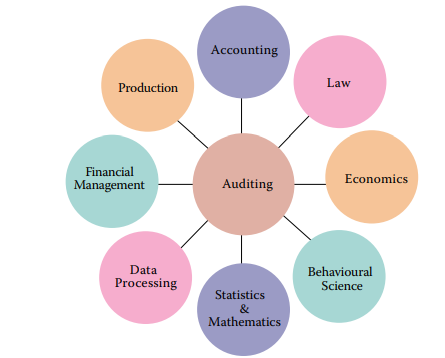 Accounting
Law
Production
Economics
Financial
Management
Auditing
Data
Processing
Behavioural
Science
Statistics
&
Mathematics